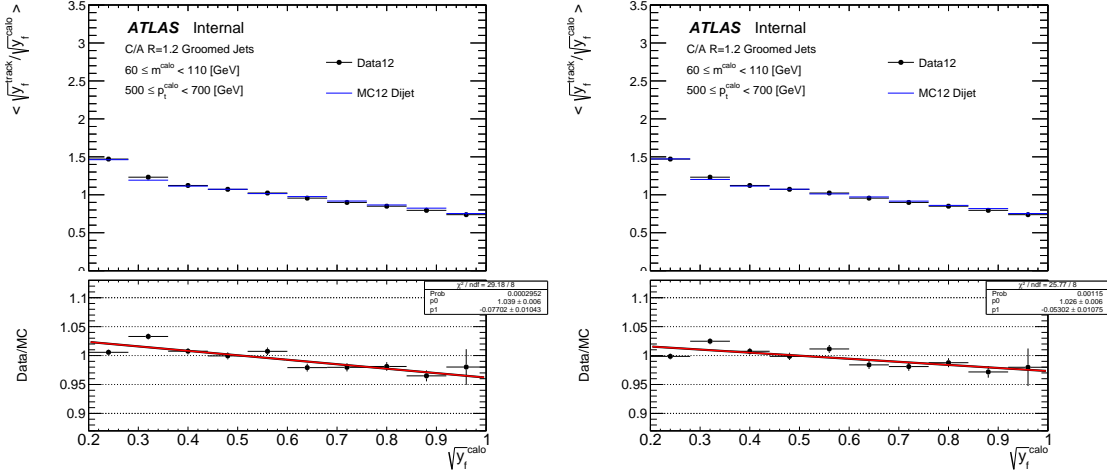 < √y_f^track / √y_f^calo >
3.5
3
2.5
2
1.5
1
0.5
0
ATLAS Internal
C/A R=1.2 Groomed Jets
60 ≤ m^calo < 110 [GeV]
500 ≤ p_t^calo < 700 [GeV]
Data12
MC12 Dijet
Data/MC
1.1
1.05
1
0.95
0.9
χ² / ndf = 29.18 / 8
Prob 0.0002952
p0 1.039 ± 0.006
p1 -0.07702 ± 0.01043
0.2 0.3 0.4 0.5 0.6 0.7 0.8 0.9 1
√y_f^calo
< √y_f^track / √y_f^calo >
3.5
3
2.5
2
1.5
1
0.5
0
ATLAS Internal
C/A R=1.2 Groomed Jets
60 ≤ m^calo < 110 [GeV]
500 ≤ p_t^calo < 700 [GeV]
Data12
MC12 Dijet
Data/MC
1.1
1.05
1
0.95
0.9
χ² / ndf = 25.77 / 8
Prob 0.00115
p0 1.026 ± 0.006
p1 -0.05302 ± 0.01075
0.2 0.3 0.4 0.5 0.6 0.7 0.8 0.9 1
√y_f^calo